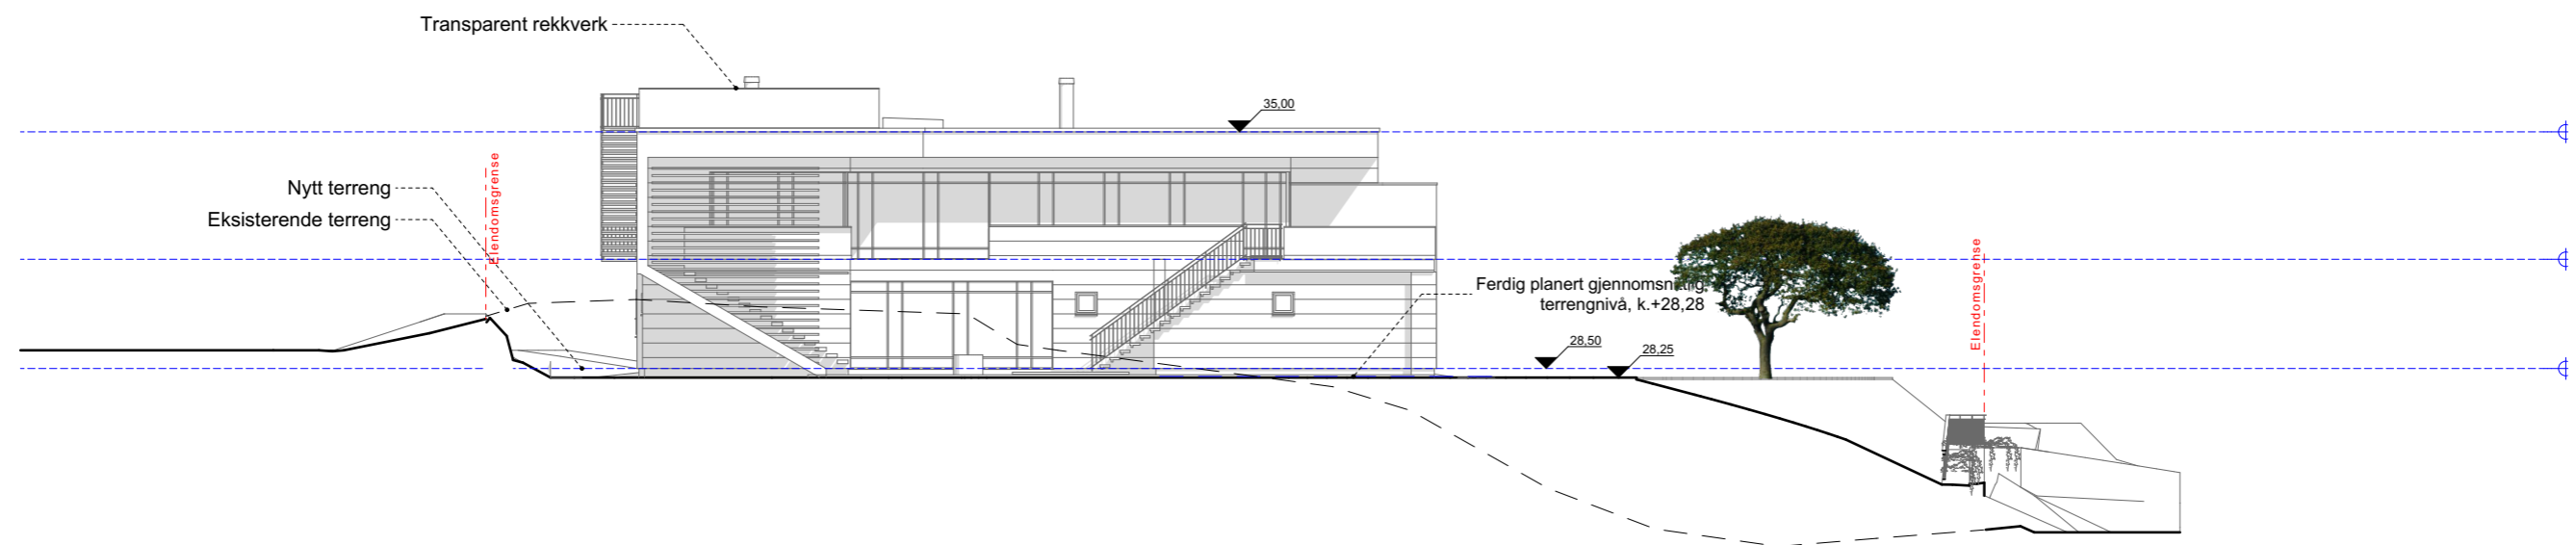 Transparent rekkverk
35,00
Eiendomsgrense
Nytt terreng
Eksisterende terreng
Eiendomsgrense
Ferdig planert gjennomsnittlig
terrengnivå, k.+28,28
28,50
28,25